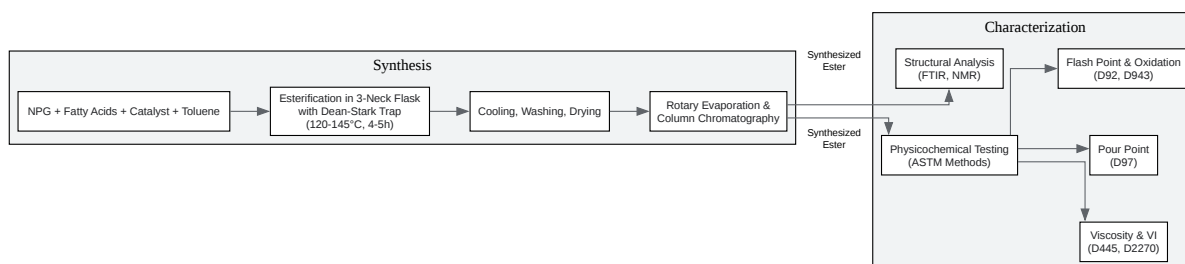 Synthesis
NPG + Fatty Acids + Catalyst + Toluene
Esterification in 3-Neck Flask
with Dean-Stark Trap
(120-145°C, 4-5h)
Cooling, Washing, Drying
Rotary Evaporation &
Column Chromatography
Synthesized
Ester
Synthesized
Ester
Characterization
Structural Analysis
(FTIR, NMR)
Flash Point & Oxidation
(D92, D943)
Physicochemical Testing
(ASTM Methods)
Pour Point
(D97)
Viscosity & VI
(D445, D2270)